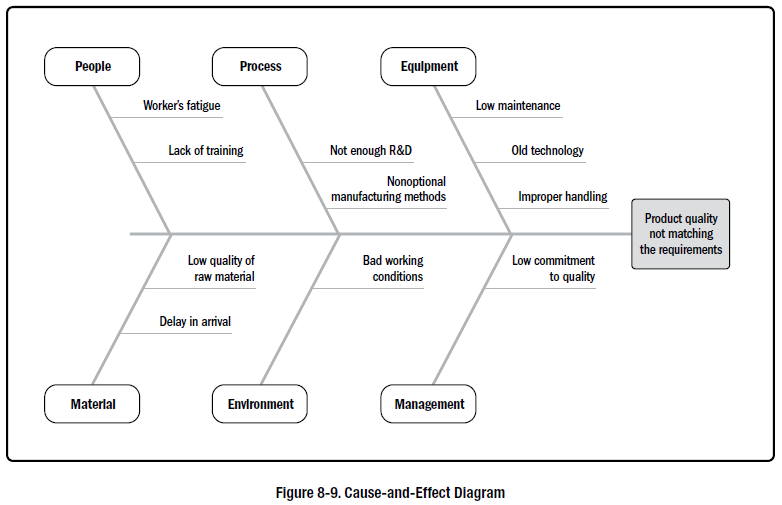 People
Process
Equipment
Worker's fatigue
Lack of training
Not enough R&D
Nonoptional
manufacturing methods
Low maintenance
Old technology
Improper handling
Product quality
not matching
the requirements
Low quality of
raw material
Delay in arrival
Bad working
conditions
Low commitment
to quality
Material
Environment
Management
Figure 8-9. Cause-and-Effect Diagram